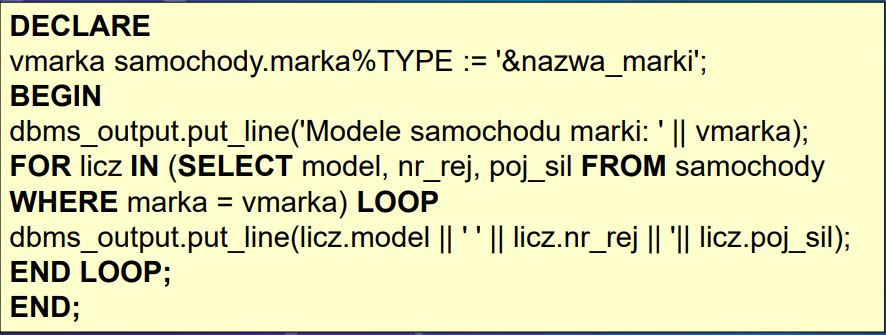 DECLARE
vmarka samochody.marka%TYPE := '&nazwa_marki';
BEGIN
dbms_output.put_line('Modele samochodu marki: ' || vmarka);
FOR licz IN (SELECT model, nr_rej, poj_sil FROM samochody
WHERE marka = vmarka) LOOP
dbms_output.put_line(licz.model || ' ' || licz.nr_rej || '|| licz.poj_sil);
END LOOP;
END;